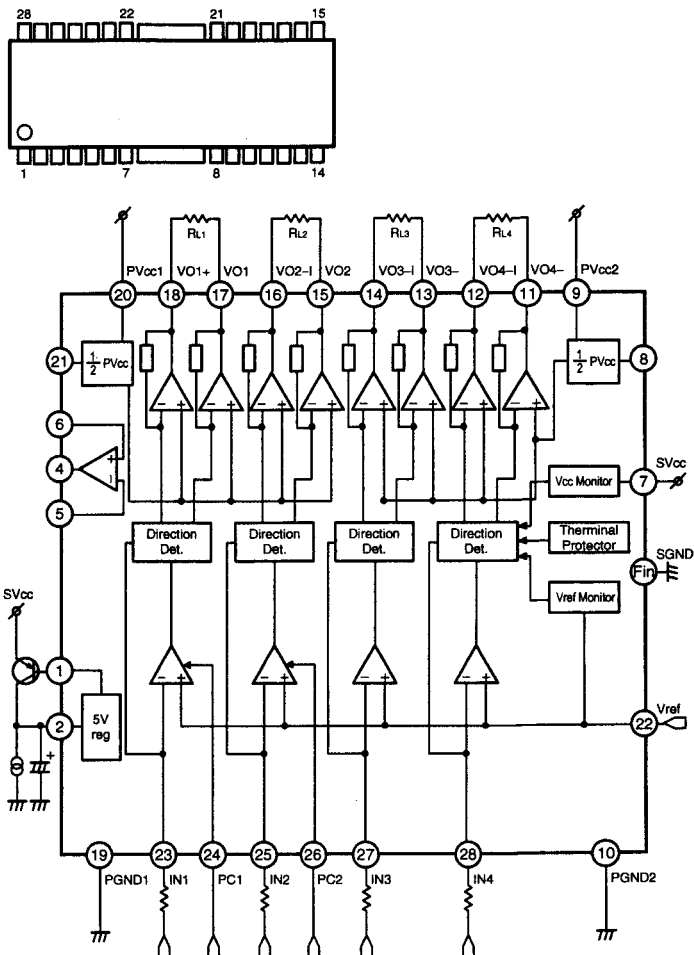 28 22 21 15
1 7 8 14
RL1 RL2 RL3 RL4
PVcc1 VO1+ VO1 VO2-I VO2 VO3-I VO3- VO4-I VO4- PVcc2
20 18 17 16 15 14 13 12 11 9
21 1/2 PVcc 1/2 PVcc 8
- + - + - + - + - + - + - + - +
6
4 + -
5
SVcc
Vcc Monitor 7
Direction Det. Direction Det. Direction Det. Direction Det.
Therminal Protector
SGND
Fin
SVcc
Vref Monitor
1
- + - + - + - +
2 5V reg
Vref
22
+
19 23 24 25 26 27 28 10
PGND1 IN1 PC1 IN2 PC2 IN3 IN4 PGND2